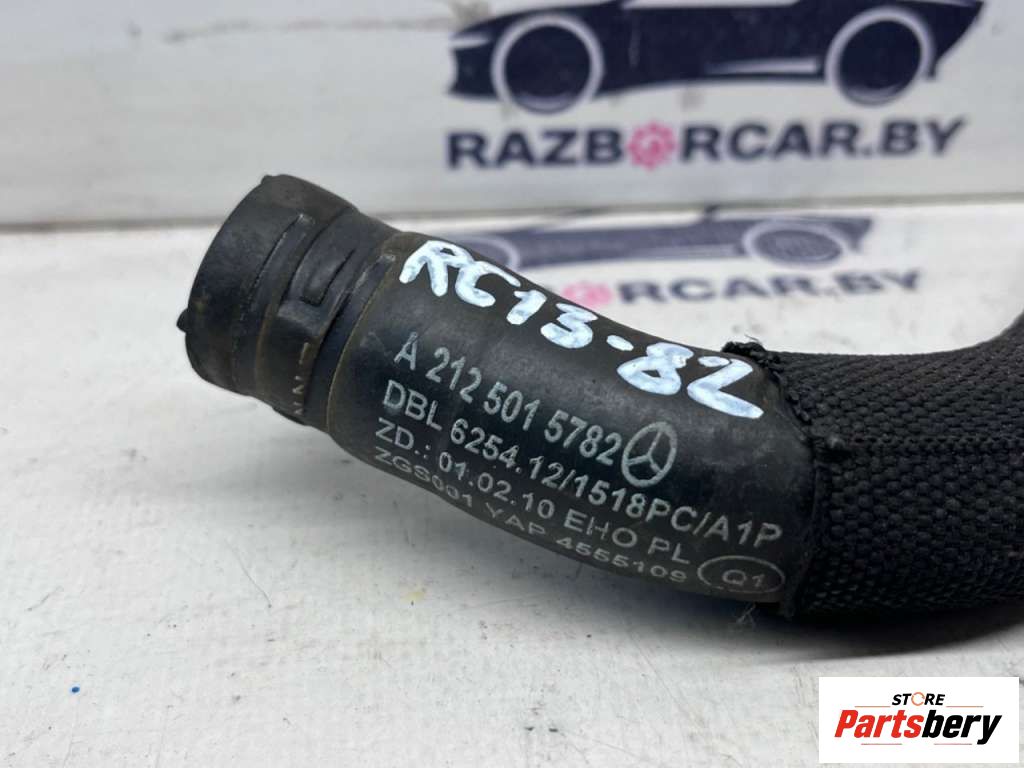 RAZBORCAR.BY
RCAR.BY
RC13-82
A 212 501 5782
DBL 6254.12/1518PC/A1P
ZD.: 01.02.10 EHO PL
ZGS001 YAP 4555109 Q1
STORE
Partsbery